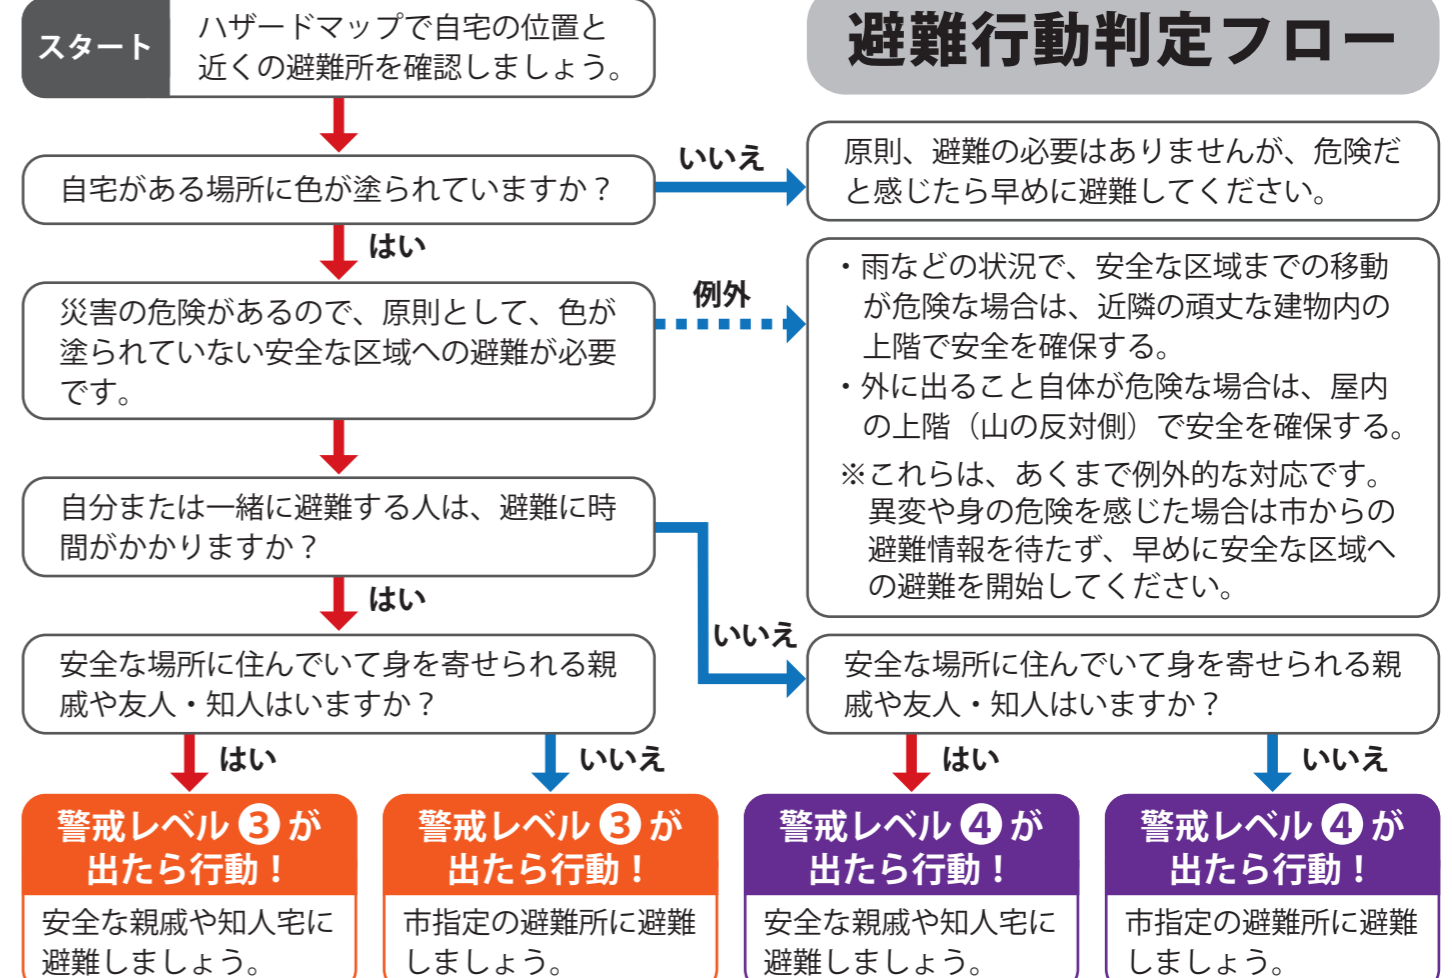 避難行動判定フロー
スタート
ハザードマップで自宅の位置と
近くの避難所を確認しましょう。
自宅がある場所に色が塗られていますか？
いいえ
原則、避難の必要はありませんが、危険だ
と感じたら早めに避難してください。
はい
災害の危険があるので、原則として、色が
塗られていない安全な区域への避難が必要
です。
例外
・雨などの状況で、安全な区域までの移動
が危険な場合は、近隣の頑丈な建物内の
上階で安全を確保する。
・外に出ること自体が危険な場合は、屋内
の上階（山の反対側）で安全を確保する。
※これらは、あくまで例外的な対応です。
異変や身の危険を感じた場合は市からの
避難情報を待たず、早めに安全な区域へ
の避難を開始してください。
自分または一緒に避難する人は、避難に時
間がかかりますか？
はい
いいえ
安全な場所に住んでいて身を寄せられる親
戚や友人・知人はいますか？
安全な場所に住んでいて身を寄せられる親
戚や友人・知人はいますか？
はい
いいえ
はい
いいえ
警戒レベル❸が
出たら行動！
安全な親戚や知人宅に
避難しましょう。
警戒レベル❸が
出たら行動！
市指定の避難所に避難
しましょう。
警戒レベル❹が
出たら行動！
安全な親戚や知人宅に
避難しましょう。
警戒レベル❹が
出たら行動！
市指定の避難所に避難
しましょう。